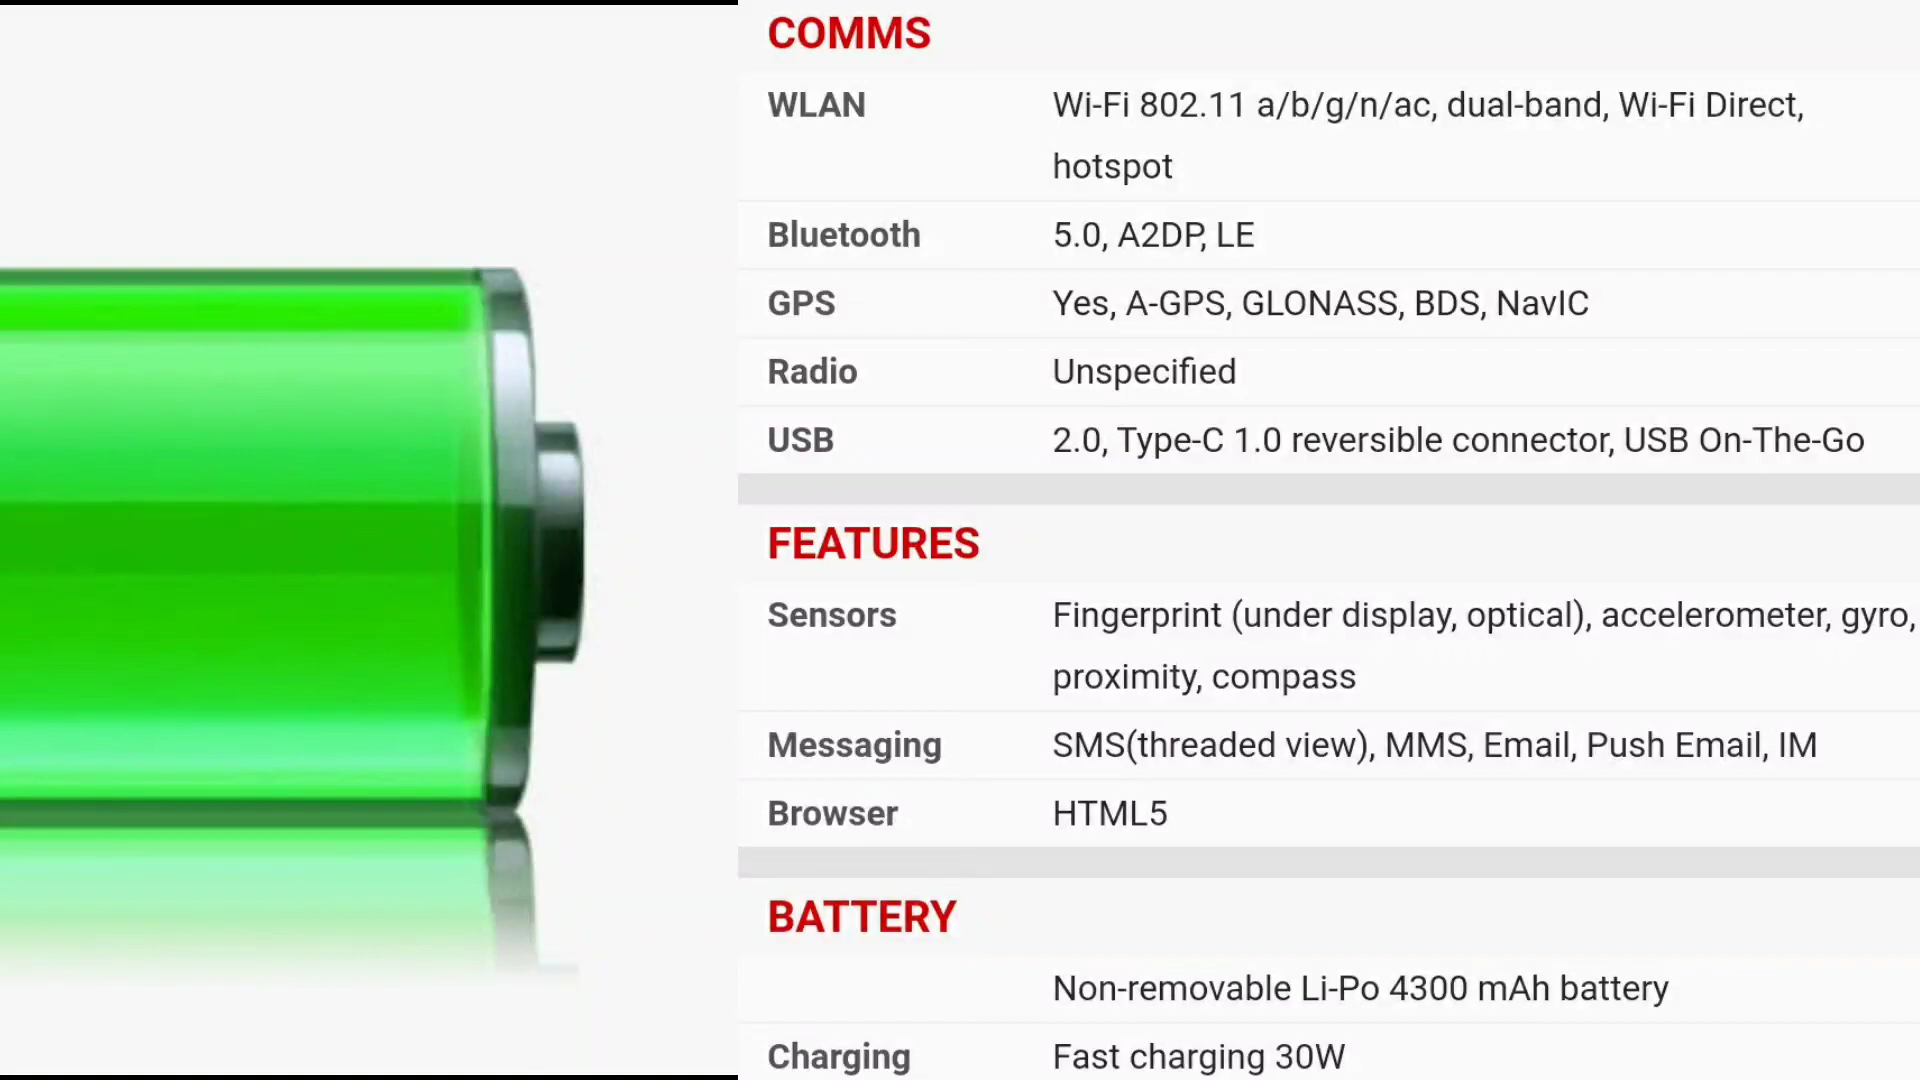 COMMS
WLAN Wi-Fi 802.11 a/b/g/n/ac, dual-band, Wi-Fi Direct,
hotspot
Bluetooth 5.0, A2DP, LE
GPS Yes, A-GPS, GLONASS, BDS, NavIC
Radio Unspecified
USB 2.0, Type-C 1.0 reversible connector, USB On-The-Go
FEATURES
Sensors Fingerprint (under display, optical), accelerometer, gyro,
proximity, compass
Messaging SMS(threaded view), MMS, Email, Push Email, IM
Browser HTML5
BATTERY
Non-removable Li-Po 4300 mAh battery
Charging Fast charging 30W